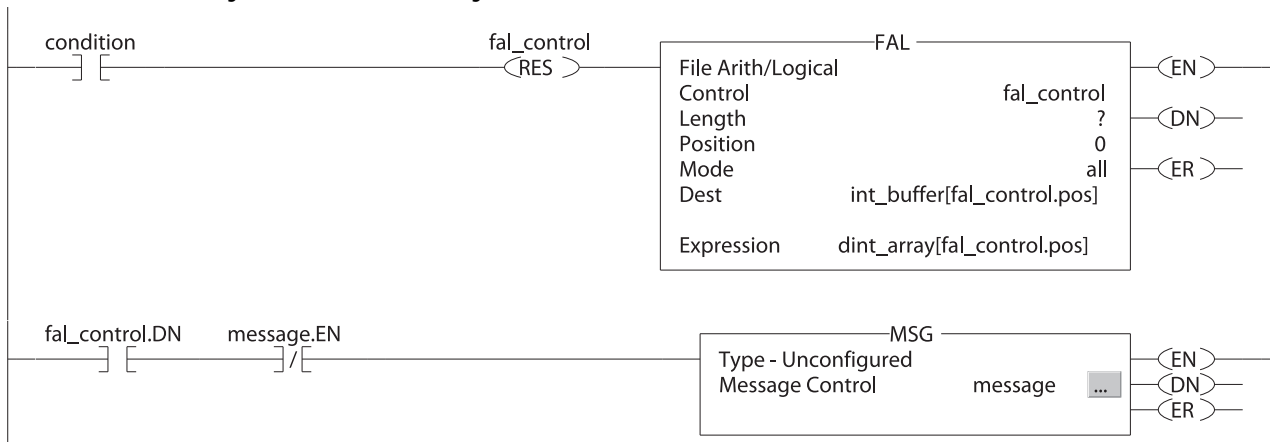 condition
fal_control
RES
FAL
File Arith/Logical
Control fal_control
Length ?
Position 0
Mode all
Dest int_buffer[fal_control.pos]
Expression dint_array[fal_control.pos]
EN
DN
ER
fal_control.DN
message.EN
MSG
Type - Unconfigured
Message Control message ...
EN
DN
ER